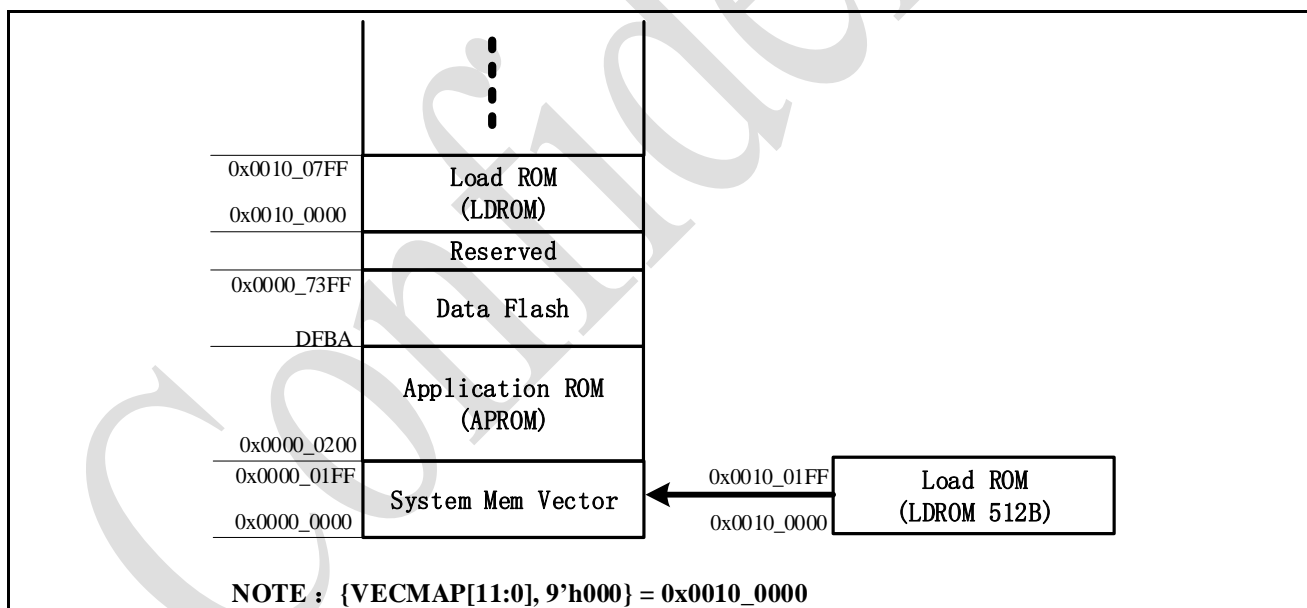 0x0010_07FF
Load ROM
(LDROM)
0x0010_0000
Reserved
0x0000_73FF
Data Flash
DFBA
Application ROM
(APROM)
0x0000_0200
0x0000_01FF
System Mem Vector
0x0000_0000
0x0010_01FF
Load ROM
(LDROM 512B)
0x0010_0000
NOTE : {VECMAP[11:0], 9’h000} = 0x0010_0000
Confiden